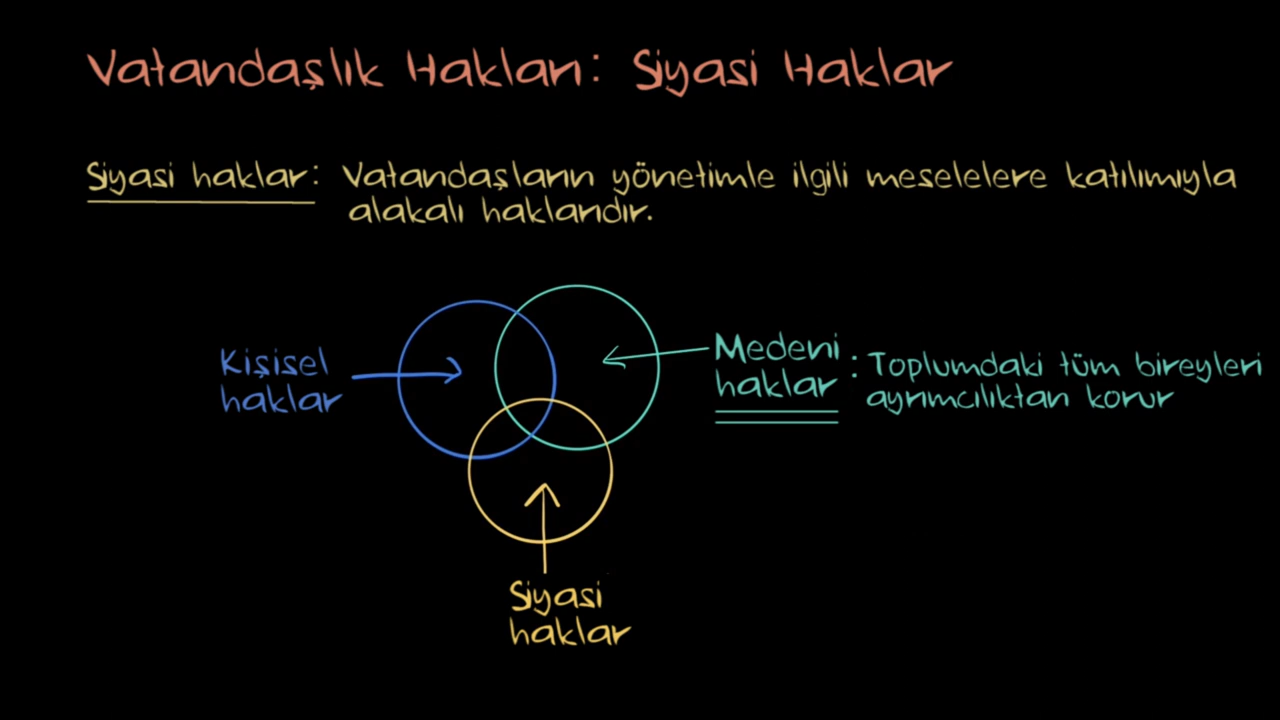 Vatandaşlık Hakları: Siyasi Haklar
Siyasi haklar: Vatandaşların yönetimle ilgili meselelere katılımıyla
alakalı haklarıdır.
Kişisel
haklar
Medeni
haklar
: Toplumdaki tüm bireyleri
ayrımcılıktan korur
Siyasi
haklar